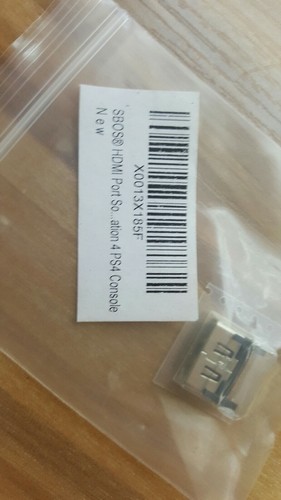 X0013X185F
SBOS® HDMI Port So...ation 4 PS4 Console
New